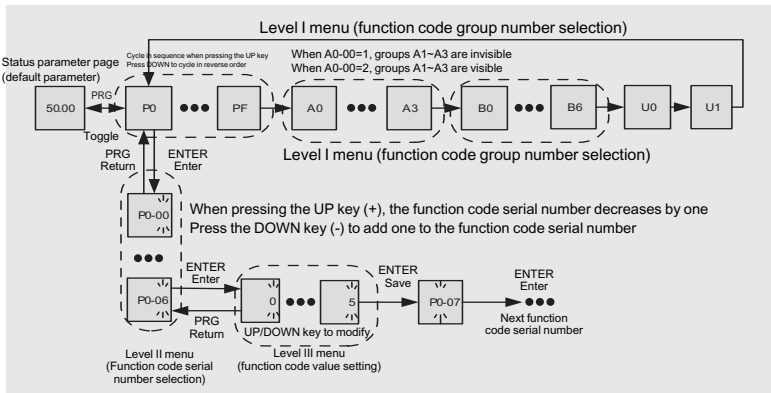 Level I menu (function code group number selection)
Status parameter page
(default parameter)
Cycle in sequence when pressing the UP key
Press DOWN to cycle in reverse order
When A0-00=1, groups A1~A3 are invisible
When A0-00=2, groups A1~A3 are visible
50.00
PRG
Toggle
P0
PF
A0
A3
B0
B6
U0
U1
Level I menu (function code group number selection)
PRG
Return
ENTER
Enter
P0-00
When pressing the UP key (+), the function code serial number decreases by one
Press the DOWN key (-) to add one to the function code serial number
P0-06
ENTER
Enter
PRG
Return
0
5
UP/DOWN key to modify
ENTER
Save
P0-07
ENTER
Enter
Next function
code serial number
Level II menu
(Function code serial
number selection)
Level III menu
(function code value setting)